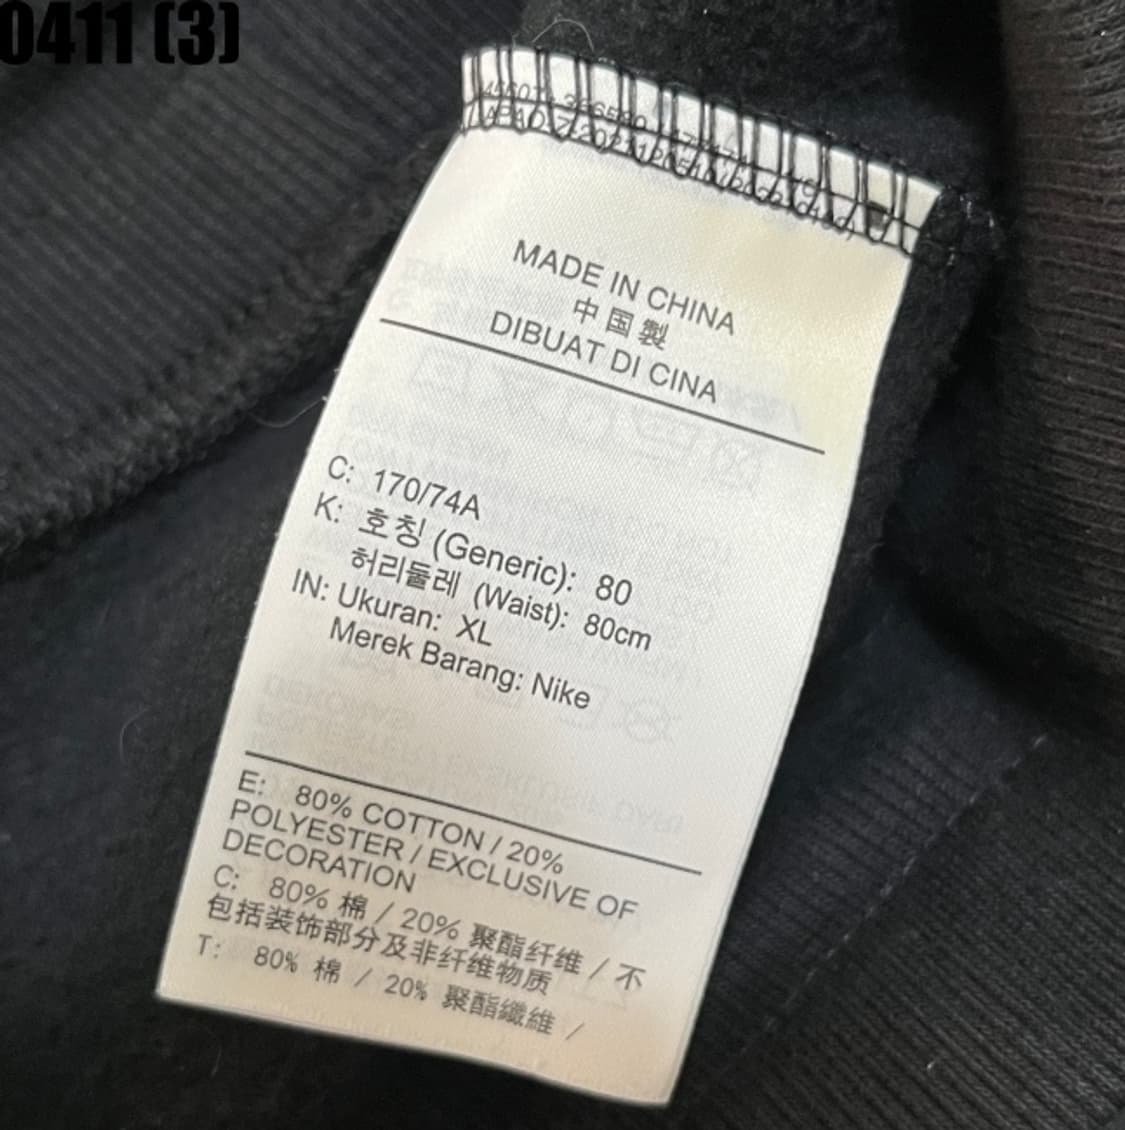 0411 (3)
MADE IN CHINA
中国製
DIBUAT DI CINA
C: 170/74A
K: 호칭 (Generic): 80
허리둘레 (Waist): 80cm
IN: Ukuran: XL
Merek Barang: Nike
E: 80% COTTON / 20%
POLYESTER / EXCLUSIVE OF
DECORATION
C: 80% 棉 / 20% 聚酯纤维 / 不
包括装饰部分及非纤维物质
T: 80% 棉 / 20% 聚酯纖維 /